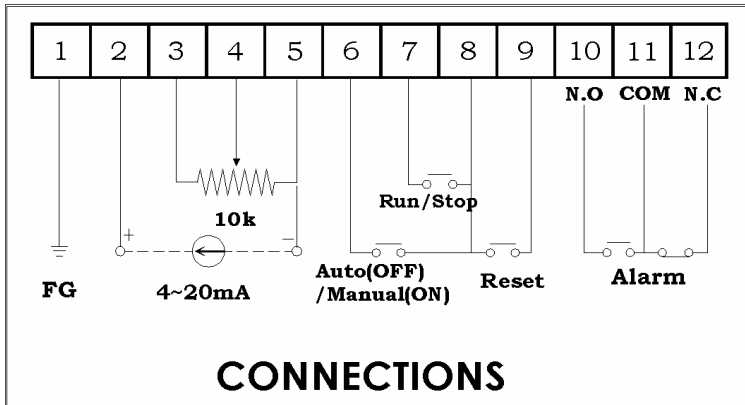 1 2 3 4 5 6 7 8 9 10 11 12
N.O COM N.C
Run/Stop
10k
+ −
FG
4~20mA
Auto(OFF)
/Manual(ON)
Reset
Alarm
CONNECTIONS